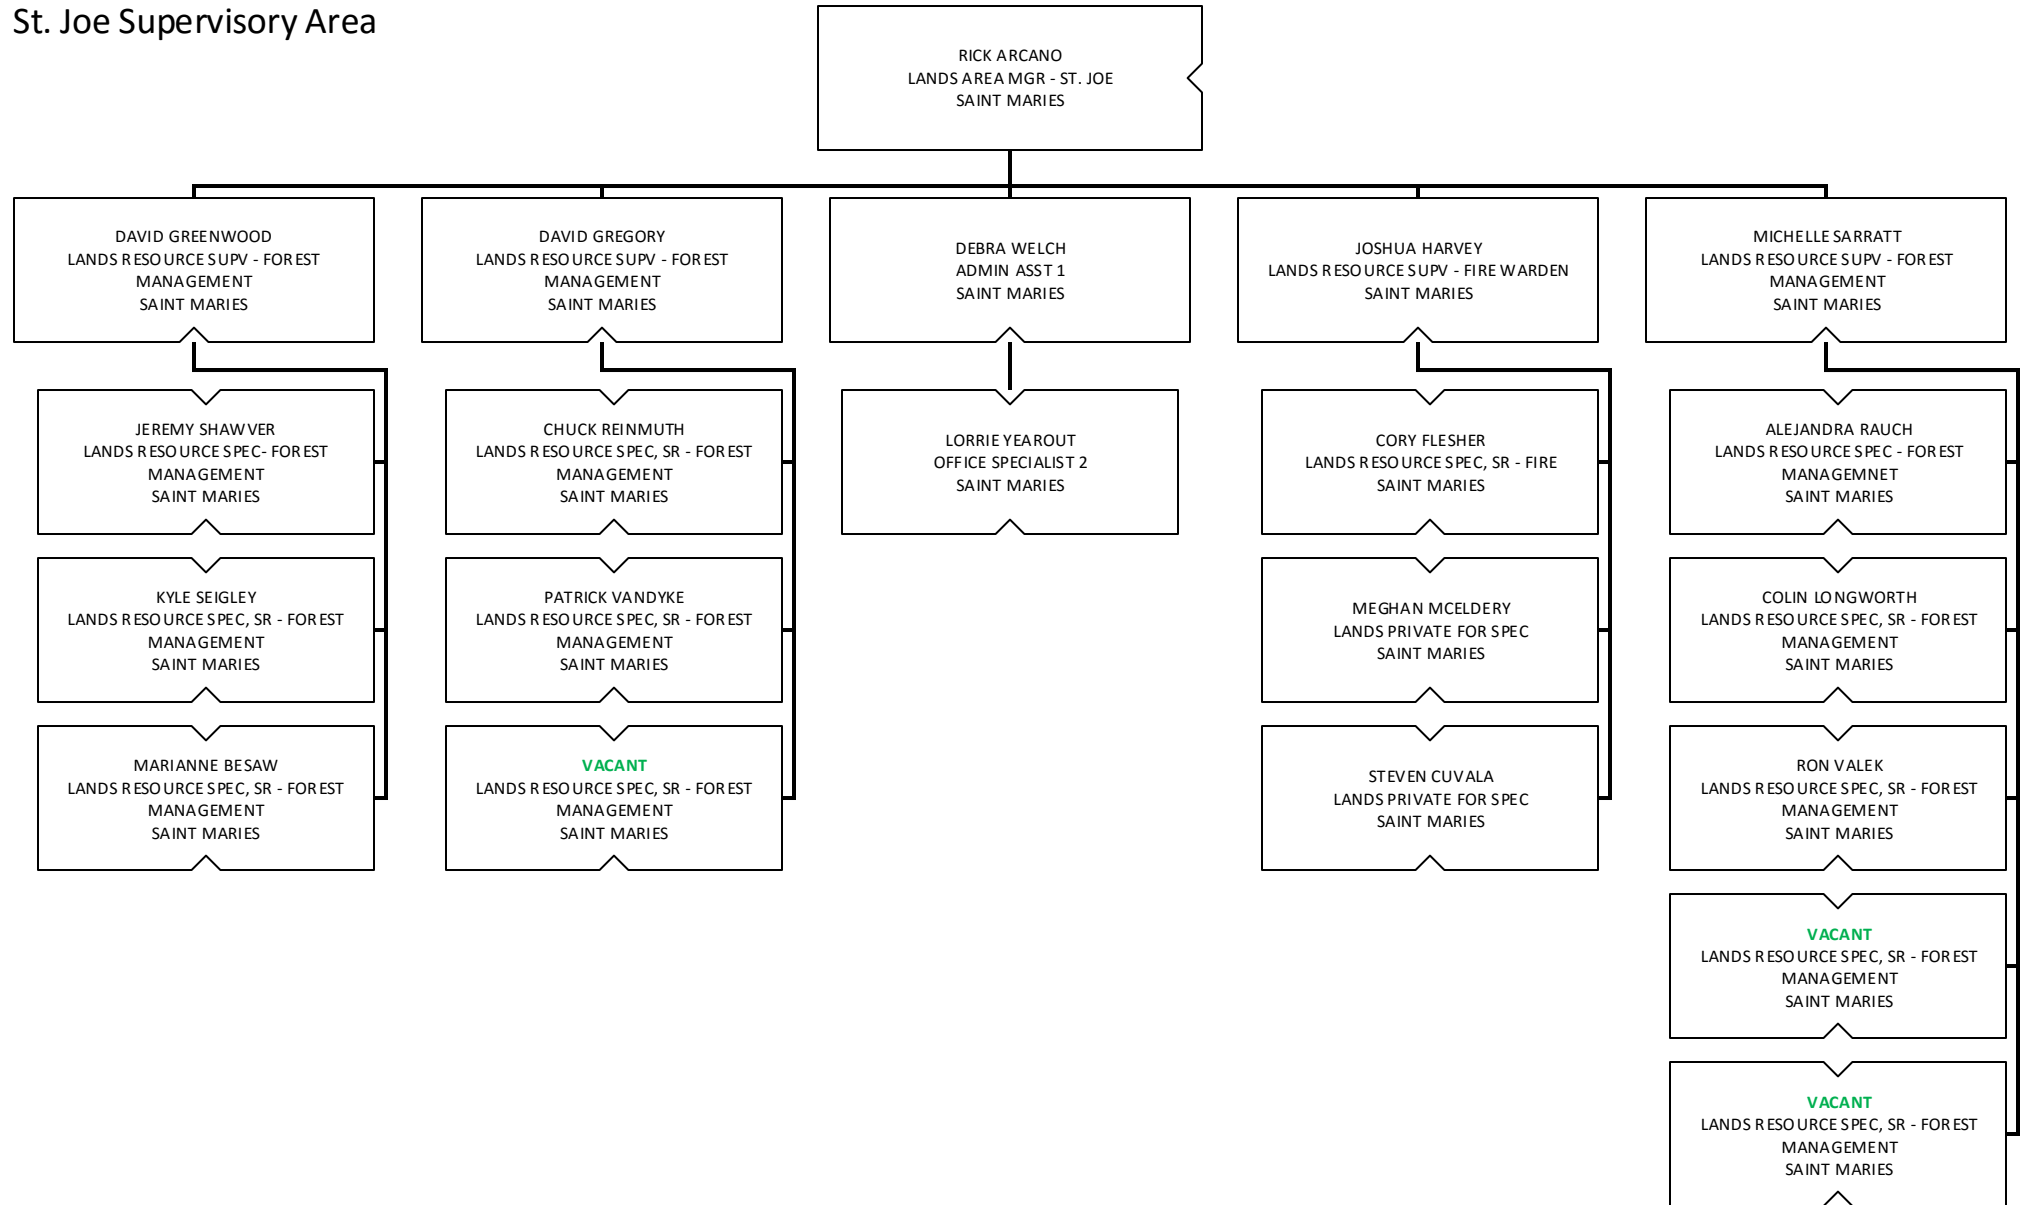 St. Joe Supervisory Area
RICK ARCANO
LANDS AREA MGR - ST. JOE
SAINT MARIES
DAVID GREENWOOD
LANDS RESOURCE SUPV - FOREST
MANAGEMENT
SAINT MARIES
DAVID GREGORY
LANDS RESOURCE SUPV - FOREST
MANAGEMENT
SAINT MARIES
DEBRA WELCH
ADMIN ASST 1
SAINT MARIES
JOSHUA HARVEY
LANDS RESOURCE SUPV - FIRE WARDEN
SAINT MARIES
MICHELLE SARRATT
LANDS RESOURCE SUPV - FOREST
MANAGEMENT
SAINT MARIES
JEREMY SHAWVER
LANDS RESOURCE SPEC- FOREST
MANAGEMENT
SAINT MARIES
CHUCK REINMUTH
LANDS RESOURCE SPEC, SR - FOREST
MANAGEMENT
SAINT MARIES
LORRIE YEAROUT
OFFICE SPECIALIST 2
SAINT MARIES
CORY FLESHER
LANDS RESOURCE SPEC, SR - FIRE
SAINT MARIES
ALEJANDRA RAUCH
LANDS RESOURCE SPEC - FOREST
MANAGEMNET
SAINT MARIES
KYLE SEIGLEY
LANDS RESOURCE SPEC, SR - FOREST
MANAGEMENT
SAINT MARIES
PATRICK VANDYKE
LANDS RESOURCE SPEC, SR - FOREST
MANAGEMENT
SAINT MARIES
MEGHAN MCELDERY
LANDS PRIVATE FOR SPEC
SAINT MARIES
COLIN LONGWORTH
LANDS RESOURCE SPEC, SR - FOREST
MANAGEMENT
SAINT MARIES
MARIANNE BESAW
LANDS RESOURCE SPEC, SR - FOREST
MANAGEMENT
SAINT MARIES
VACANT
LANDS RESOURCE SPEC, SR - FOREST
MANAGEMENT
SAINT MARIES
STEVEN CUVALA
LANDS PRIVATE FOR SPEC
SAINT MARIES
RON VALEK
LANDS RESOURCE SPEC, SR - FOREST
MANAGEMENT
SAINT MARIES
VACANT
LANDS RESOURCE SPEC, SR - FOREST
MANAGEMENT
SAINT MARIES
VACANT
LANDS RESOURCE SPEC, SR - FOREST
MANAGEMENT
SAINT MARIES